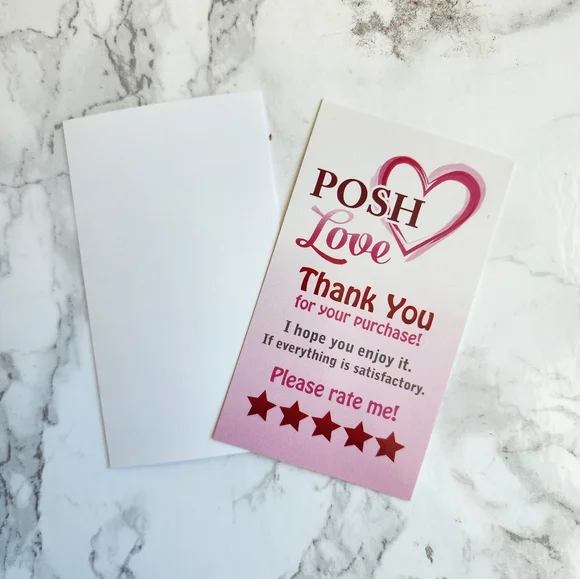 POSH
Love
Thank You
for your purchase!
I hope you enjoy it.
If everything is satisfactory.
Please rate me!